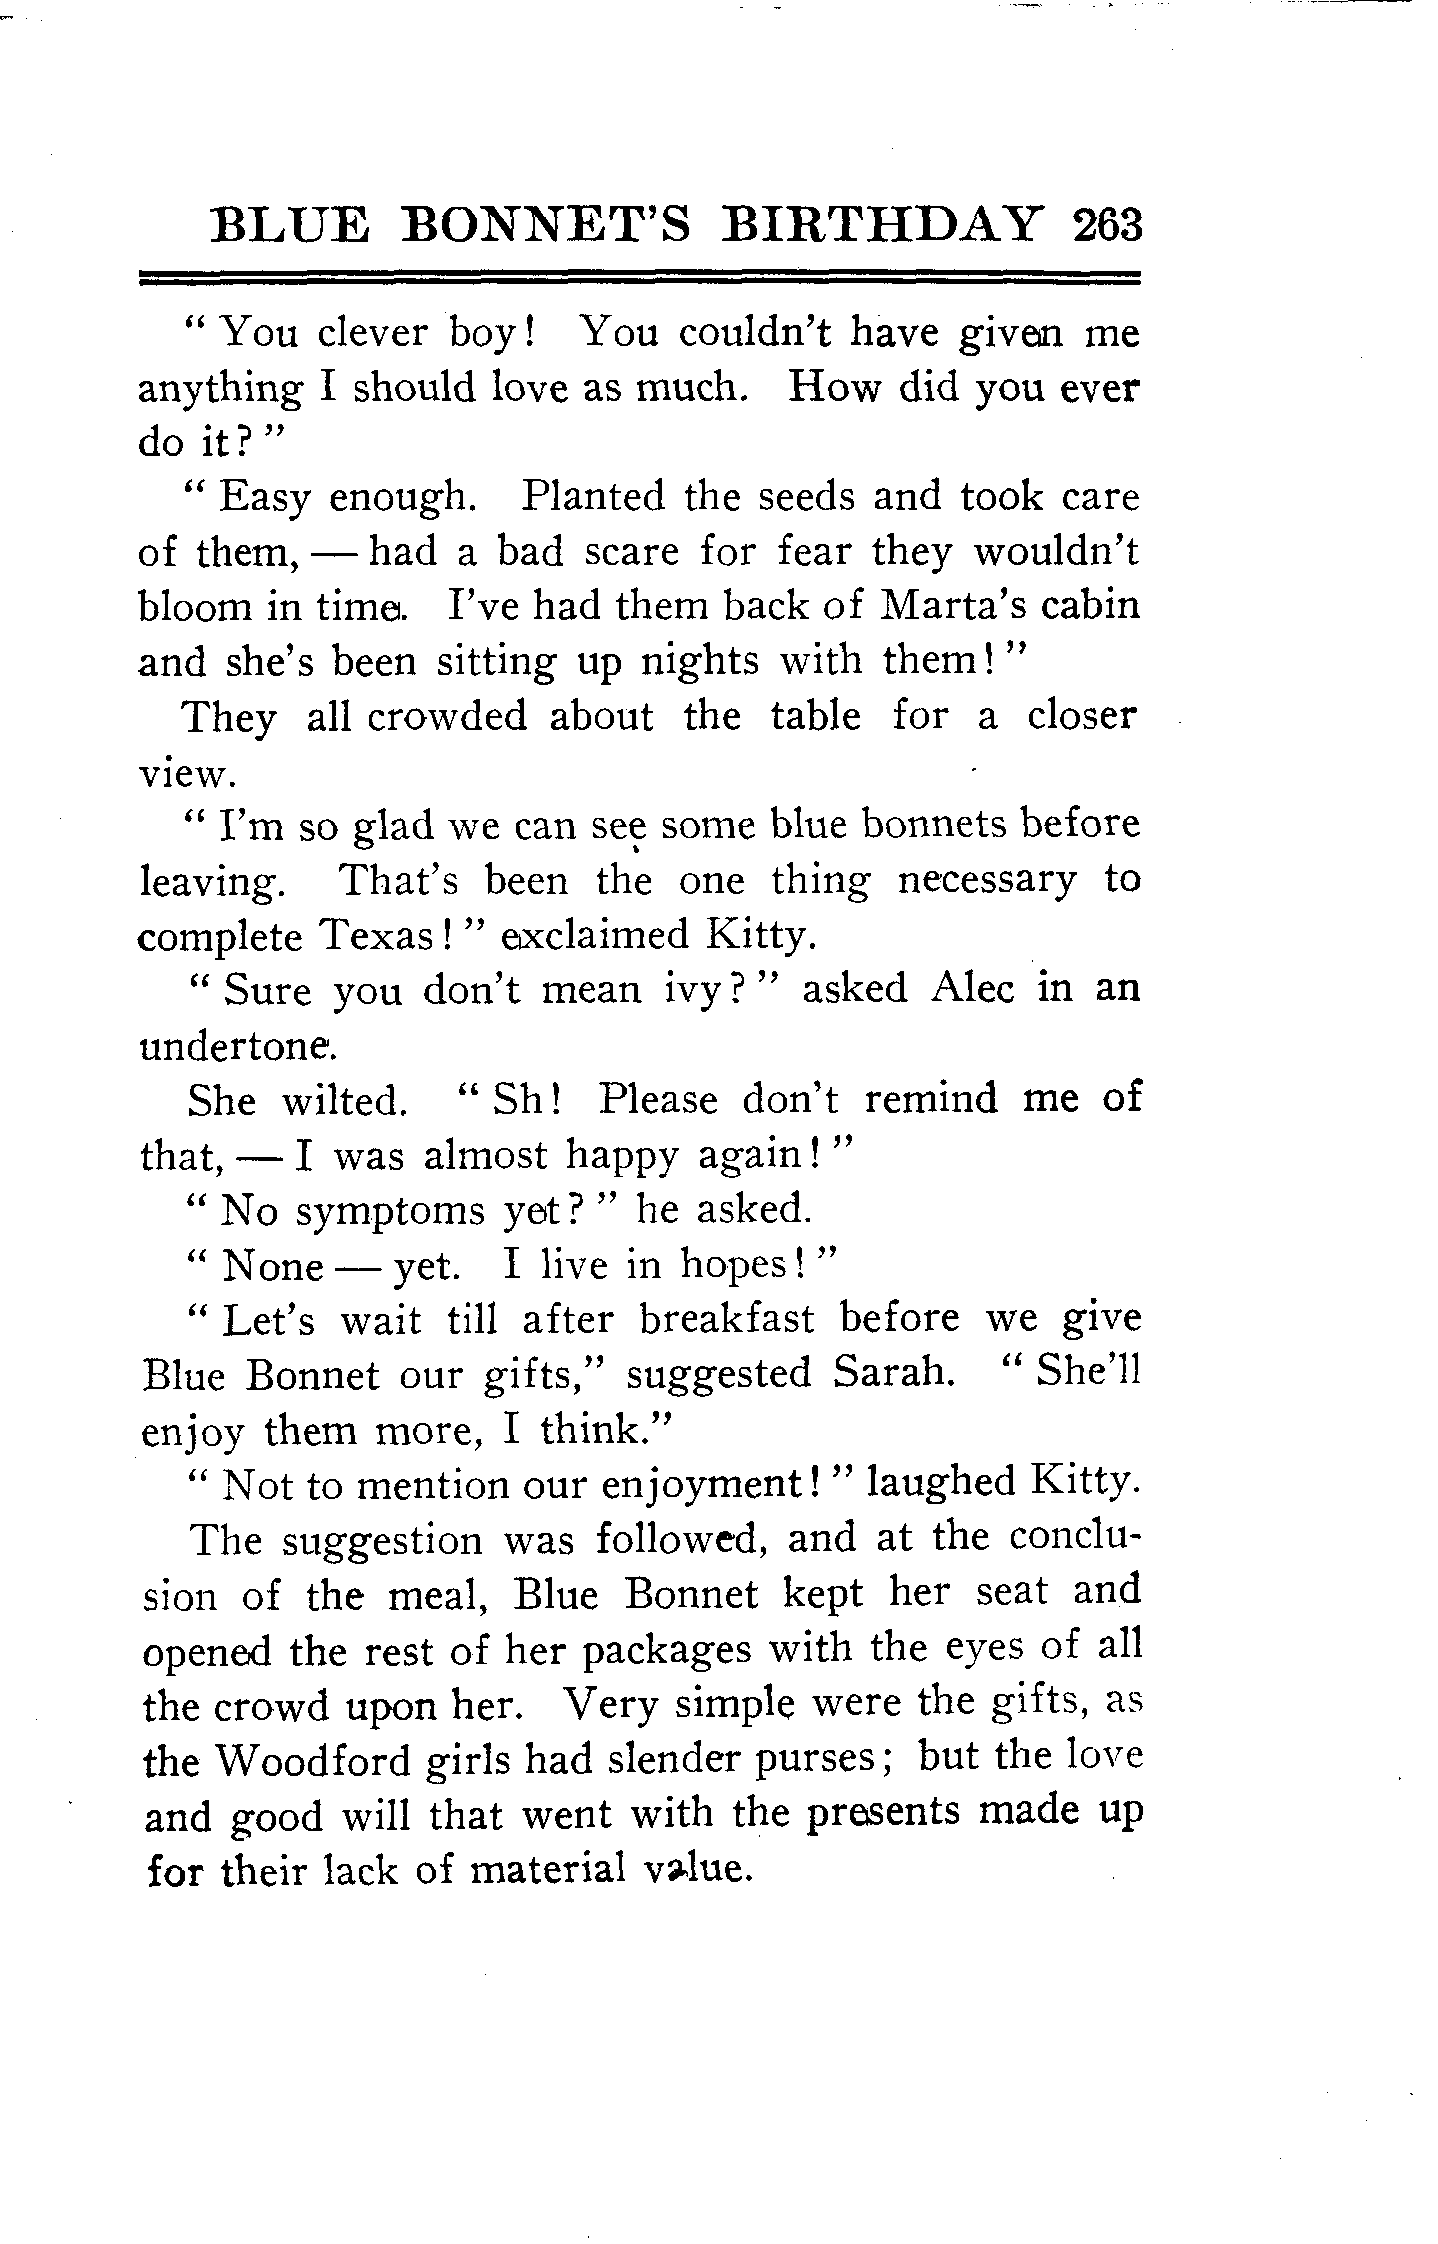 BLUE BONNET'S BIRTHDAY 263
" You clever boy! You couldn't have given me
anything I should love as much. How did you ever
do it? "
" Easy enough. Planted the seeds and took care
of them, — had a bad scare for fear they wouldn't
bloom in time. I've had them back of Marta's cabin
and she's been sitting up nights with them! "
They all crowded about the table for a closer
view.
" I'm so glad we can see some blue bonnets before
leaving. That's been the one thing necessary to
complete Texas! " exclaimed Kitty.
" Sure you don't mean ivy? " asked Alec in an
undertone.
She wilted. " Sh! Please don't remind me of
that, — I was almost happy again! "
" No symptoms yet? " he asked.
" None — yet. I live in hopes! "
" Let's wait till after breakfast before we give
Blue Bonnet our gifts," suggested Sarah. " She'll
enjoy them more, I think."
" Not to mention our enjoyment! " laughed Kitty.
The suggestion was followed, and at the conclu-
sion of the meal, Blue Bonnet kept her seat and
opened the rest of her packages with the eyes of all
the crowd upon her. Very simple were the gifts, as
the Woodford girls had slender purses; but the love
and good will that went with the presents made up
for their lack of material value.